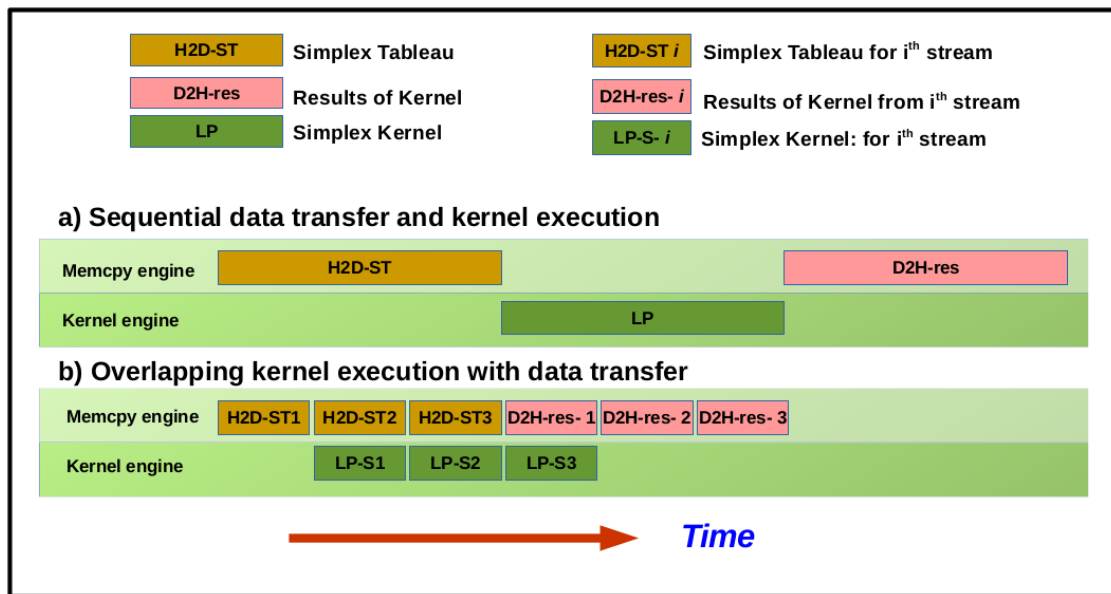 H2D-ST Simplex Tableau
D2H-res Results of Kernel
LP Simplex Kernel
H2D-ST i Simplex Tableau for ith stream
D2H-res- i Results of Kernel from ith stream
LP-S- i Simplex Kernel: for ith stream
a) Sequential data transfer and kernel execution
Memcpy engine H2D-ST D2H-res
Kernel engine LP
b) Overlapping kernel execution with data transfer
Memcpy engine H2D-ST1 H2D-ST2 H2D-ST3 D2H-res- 1 D2H-res- 2 D2H-res- 3
Kernel engine LP-S1 LP-S2 LP-S3
Time